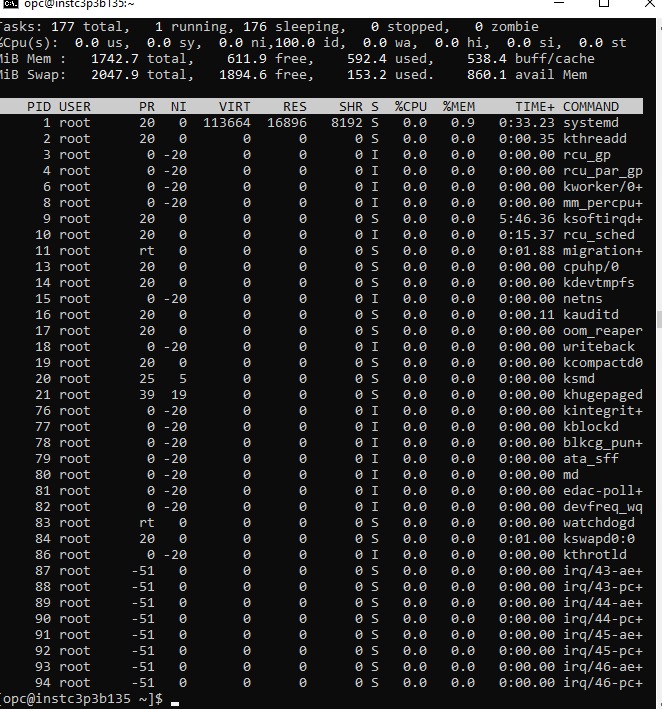 opc@instc3p3b135:~
Tasks: 177 total,   1 running, 176 sleeping,   0 stopped,   0 zombie
%Cpu(s):  0.0 us,  0.0 sy,  0.0 ni,100.0 id,  0.0 wa,  0.0 hi,  0.0 si,  0.0 st
MiB Mem :   1742.7 total,    611.9 free,    592.4 used.    538.4 buff/cache
MiB Swap:   2047.9 total,   1894.6 free,    153.2 used.    860.1 avail Mem
PID USER      PR  NI    VIRT    RES    SHR S  %CPU  %MEM     TIME+ COMMAND
1 root      20   0  113664  16896   8192 S   0.0   0.9   0:33.23 systemd
2 root      20   0       0      0      0 S   0.0   0.0   0:00.35 kthreadd
3 root       0 -20       0      0      0 I   0.0   0.0   0:00.00 rcu_gp
4 root       0 -20       0      0      0 I   0.0   0.0   0:00.00 rcu_par_gp
6 root       0 -20       0      0      0 I   0.0   0.0   0:00.00 kworker/0+
8 root       0 -20       0      0      0 I   0.0   0.0   0:00.00 mm_percpu+
9 root      20   0       0      0      0 S   0.0   0.0   5:46.36 ksoftirqd+
10 root      20   0       0      0      0 I   0.0   0.0   0:15.37 rcu_sched
11 root      rt   0       0      0      0 S   0.0   0.0   0:01.88 migration+
13 root      20   0       0      0      0 S   0.0   0.0   0:00.00 cpuhp/0
14 root      20   0       0      0      0 S   0.0   0.0   0:00.00 kdevtmpfs
15 root       0 -20       0      0      0 I   0.0   0.0   0:00.00 netns
16 root      20   0       0      0      0 S   0.0   0.0   0:00.11 kauditd
17 root      20   0       0      0      0 S   0.0   0.0   0:00.00 oom_reaper
18 root       0 -20       0      0      0 I   0.0   0.0   0:00.00 writeback
19 root      20   0       0      0      0 S   0.0   0.0   0:00.00 kcompactd0
20 root      25   5       0      0      0 S   0.0   0.0   0:00.00 ksmd
21 root      39  19       0      0      0 S   0.0   0.0   0:00.00 khugepaged
76 root       0 -20       0      0      0 I   0.0   0.0   0:00.00 kintegrit+
77 root       0 -20       0      0      0 I   0.0   0.0   0:00.00 kblockd
78 root       0 -20       0      0      0 I   0.0   0.0   0:00.00 blkcg_pun+
79 root       0 -20       0      0      0 I   0.0   0.0   0:00.00 ata_sff
80 root       0 -20       0      0      0 I   0.0   0.0   0:00.00 md
81 root       0 -20       0      0      0 I   0.0   0.0   0:00.00 edac-poll+
82 root       0 -20       0      0      0 I   0.0   0.0   0:00.00 devfreq_wq
83 root      rt   0       0      0      0 S   0.0   0.0   0:00.00 watchdogd
84 root      20   0       0      0      0 S   0.0   0.0   0:01.00 kswapd0:0
86 root       0 -20       0      0      0 I   0.0   0.0   0:00.00 kthrotld
87 root     -51   0       0      0      0 S   0.0   0.0   0:00.00 irq/43-ae+
88 root     -51   0       0      0      0 S   0.0   0.0   0:00.00 irq/43-pc+
89 root     -51   0       0      0      0 S   0.0   0.0   0:00.00 irq/44-ae+
90 root     -51   0       0      0      0 S   0.0   0.0   0:00.00 irq/44-pc+
91 root     -51   0       0      0      0 S   0.0   0.0   0:00.00 irq/45-ae+
92 root     -51   0       0      0      0 S   0.0   0.0   0:00.00 irq/45-pc+
93 root     -51   0       0      0      0 S   0.0   0.0   0:00.00 irq/46-ae+
94 root     -51   0       0      0      0 S   0.0   0.0   0:00.00 irq/46-pc+
[opc@instc3p3b135 ~]$